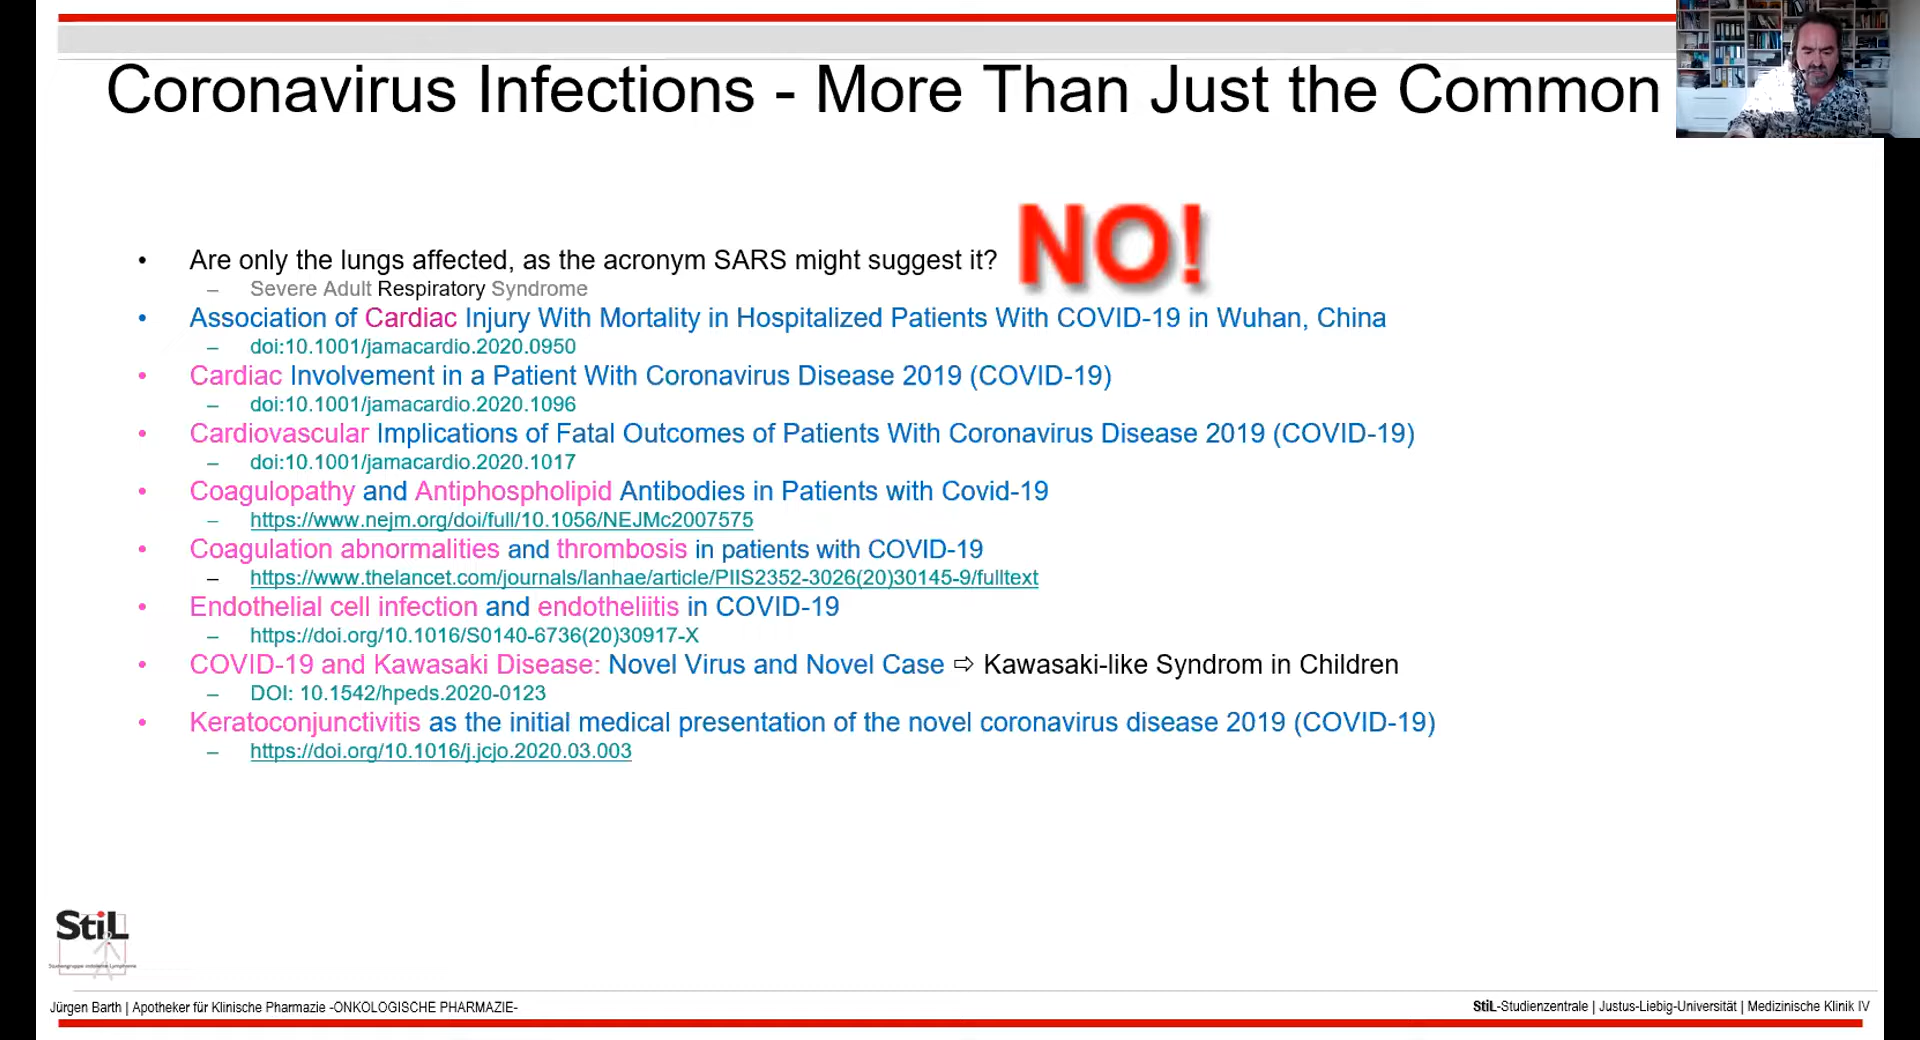 Coronavirus Infections - More Than Just the Common
• Are only the lungs affected, as the acronym SARS might suggest it?
NO!
– Severe Adult Respiratory Syndrome
• Association of Cardiac Injury With Mortality in Hospitalized Patients With COVID-19 in Wuhan, China
– doi:10.1001/jamacardio.2020.0950
• Cardiac Involvement in a Patient With Coronavirus Disease 2019 (COVID-19)
– doi:10.1001/jamacardio.2020.1096
• Cardiovascular Implications of Fatal Outcomes of Patients With Coronavirus Disease 2019 (COVID-19)
– doi:10.1001/jamacardio.2020.1017
• Coagulopathy and Antiphospholipid Antibodies in Patients with Covid-19
– https://www.nejm.org/doi/full/10.1056/NEJMc2007575
• Coagulation abnormalities and thrombosis in patients with COVID-19
– https://www.thelancet.com/journals/lanhae/article/PIIS2352-3026(20)30145-9/fulltext
• Endothelial cell infection and endotheliitis in COVID-19
– https://doi.org/10.1016/S0140-6736(20)30917-X
• COVID-19 and Kawasaki Disease: Novel Virus and Novel Case ⇨ Kawasaki-like Syndrom in Children
– DOI: 10.1542/hpeds.2020-0123
• Keratoconjunctivitis as the initial medical presentation of the novel coronavirus disease 2019 (COVID-19)
– https://doi.org/10.1016/j.jcjo.2020.03.003
StiL
Jürgen Barth | Apotheker für Klinische Pharmazie -ONKOLOGISCHE PHARMAZIE-
StiL-Studienzentrale | Justus-Liebig-Universität | Medizinische Klinik IV